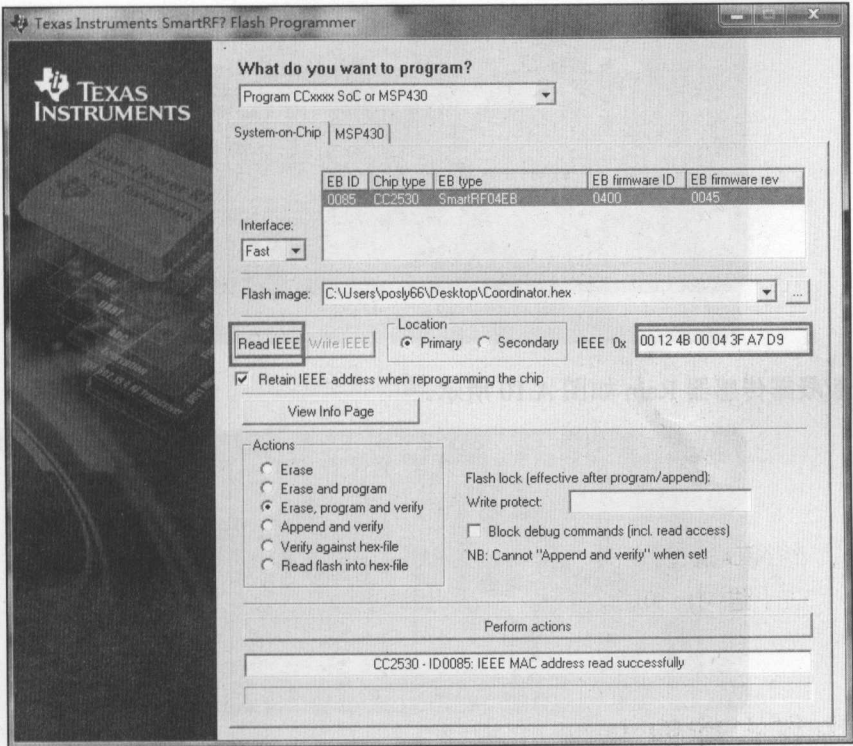 Texas Instruments SmartRF? Flash Programmer
TEXAS
INSTRUMENTS
What do you want to program?
Program CCxxxx SoC or MSP430
System-on-Chip MSP430
EB ID Chip type EB type EB firmware ID EB firmware rev
0085 CC2530 SmartRF04EB 0400 0045
Interface:
Fast
Flash image: C:\Users\posly66\Desktop\Coordinator.hex ...
Location
Read IEEE Write IEEE Primary Secondary IEEE 0x 00 12 4B 00 04 3F A7 D9
Retain IEEE address when reprogramming the chip
View Info Page
Actions
Erase
Erase and program
Erase, program and verify
Append and verify
Verify against hex-file
Read flash into hex-file
Flash lock (effective after program/append):
Write protect:
Block debug commands (incl. read access)
NB: Cannot "Append and verify" when set!
Perform actions
CC2530 - ID0085: IEEE MAC address read successfully